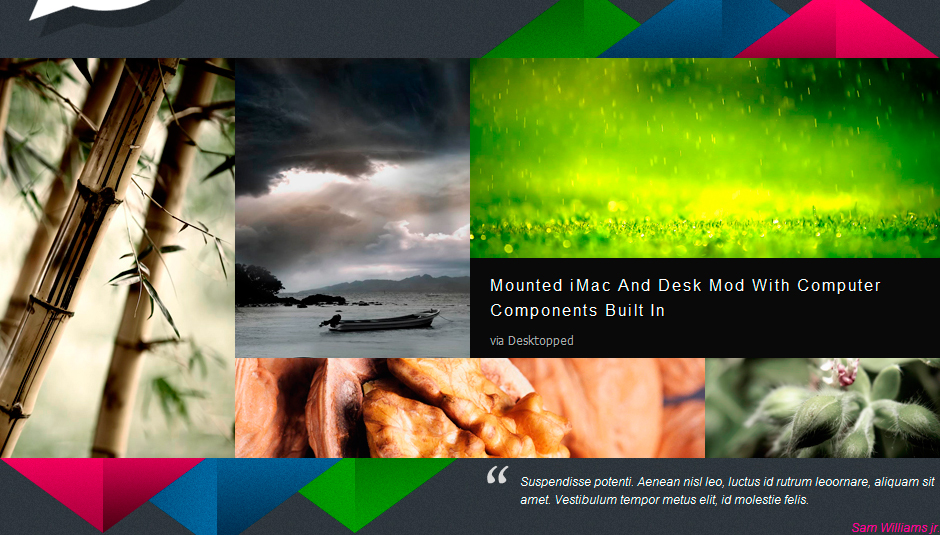 Mounted iMac And Desk Mod With Computer
Components Built In
via Desktopped
“ Suspendisse potenti. Aenean nisl leo, luctus id rutrum leoornare, aliquam sit
amet. Vestibulum tempor metus elit, id molestie felis.
Sam Williams jr